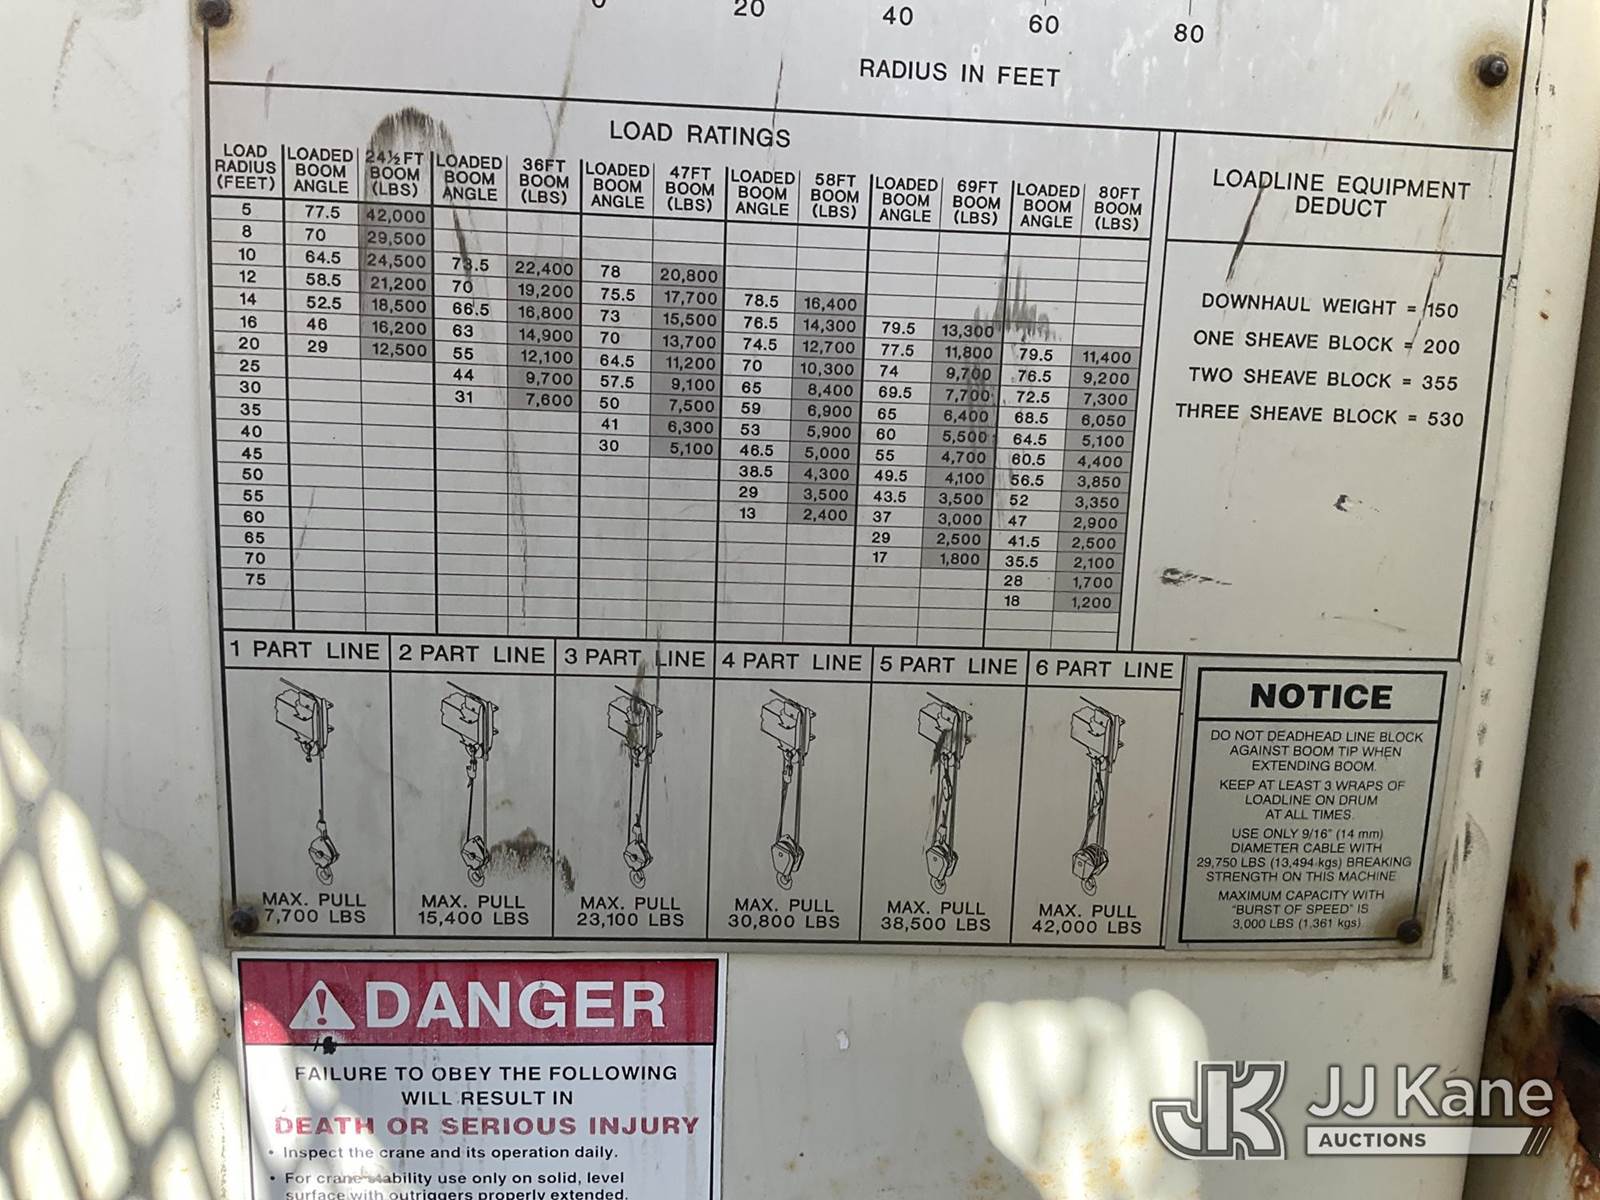 20 40 60 80
RADIUS IN FEET
LOAD RATINGS
LOAD RADIUS (FEET) LOADED BOOM ANGLE 24½FT BOOM (LBS) LOADED BOOM ANGLE 36FT BOOM (LBS) LOADED BOOM ANGLE 47FT BOOM (LBS) LOADED BOOM ANGLE 58FT BOOM (LBS) LOADED BOOM ANGLE 69FT BOOM (LBS) LOADED BOOM ANGLE 80FT BOOM (LBS)
5 77.5 42,000
8 70 29,500
10 64.5 24,500 73.5 22,400 78 20,800
12 58.5 21,200 70 19,200 75.5 17,700 78.5 16,400
14 52.5 18,500 66.5 16,800 73 15,500 76.5 14,300 79.5 13,300
16 46 16,200 63 14,900 70 13,700 74.5 12,700 77.5 11,800 79.5 11,400
20 29 12,500 55 12,100 64.5 11,200 70 10,300 74 9,700 76.5 9,200
25 44 9,700 57.5 9,100 65 8,400 69.5 7,700 72.5 7,300
30 31 7,600 50 7,500 59 6,900 65 6,400 68.5 6,050
35 41 6,300 53 5,900 60 5,500 64.5 5,100
40 30 5,100 46.5 5,000 55 4,700 60.5 4,400
45 38.5 4,300 49.5 4,100 56.5 3,850
50 29 3,500 43.5 3,500 52 3,350
55 13 2,400 37 3,000 47 2,900
60 29 2,500 41.5 2,500
65 17 1,800 35.5 2,100
70 28 1,700
75 18 1,200
LOADLINE EQUIPMENT
DEDUCT
DOWNHAUL WEIGHT = 150
ONE SHEAVE BLOCK = 200
TWO SHEAVE BLOCK = 355
THREE SHEAVE BLOCK = 530
1 PART LINE 2 PART LINE 3 PART LINE 4 PART LINE 5 PART LINE 6 PART LINE
MAX. PULL MAX. PULL MAX. PULL MAX. PULL MAX. PULL MAX. PULL
7,700 LBS 15,400 LBS 23,100 LBS 30,800 LBS 38,500 LBS 42,000 LBS
NOTICE
DO NOT DEADHEAD LINE BLOCK
AGAINST BOOM TIP WHEN
EXTENDING BOOM.
KEEP AT LEAST 3 WRAPS OF
LOADLINE ON DRUM
AT ALL TIMES.
USE ONLY 9/16" (14 mm)
DIAMETER CABLE WITH
29,750 LBS (13,494 kgs) BREAKING
STRENGTH ON THIS MACHINE
MAXIMUM CAPACITY WITH
"BURST OF SPEED" IS
3,000 LBS (1,361 kgs)
DANGER
FAILURE TO OBEY THE FOLLOWING
WILL RESULT IN
DEATH OR SERIOUS INJURY
• Inspect the crane and its operation daily.
• For crane stability use only on solid, level
surface with outriggers properly extended.
JK JJ Kane
AUCTIONS